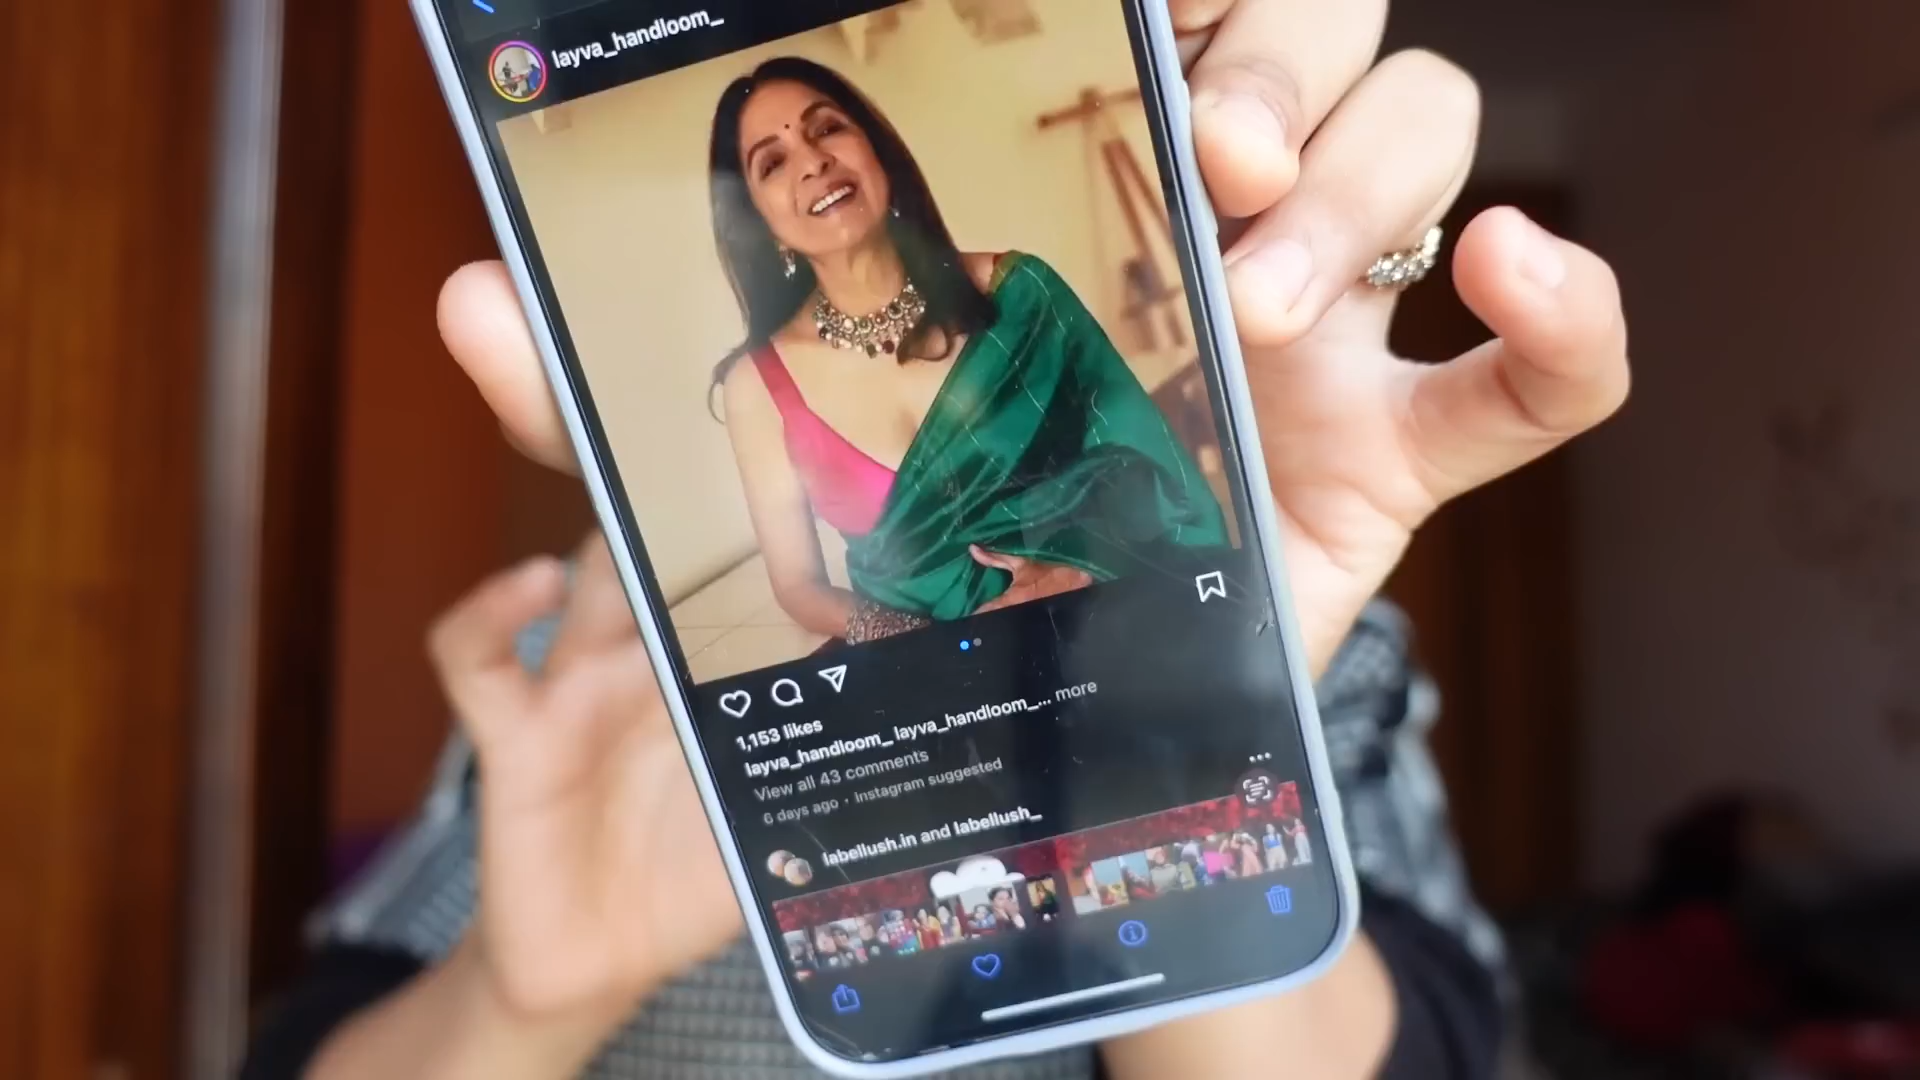 layva_handloom_
1,153 likes
layva_handloom_ layva_handloom_... more
View all 43 comments
6 days ago · Instagram suggested
labellush.in and labellush_